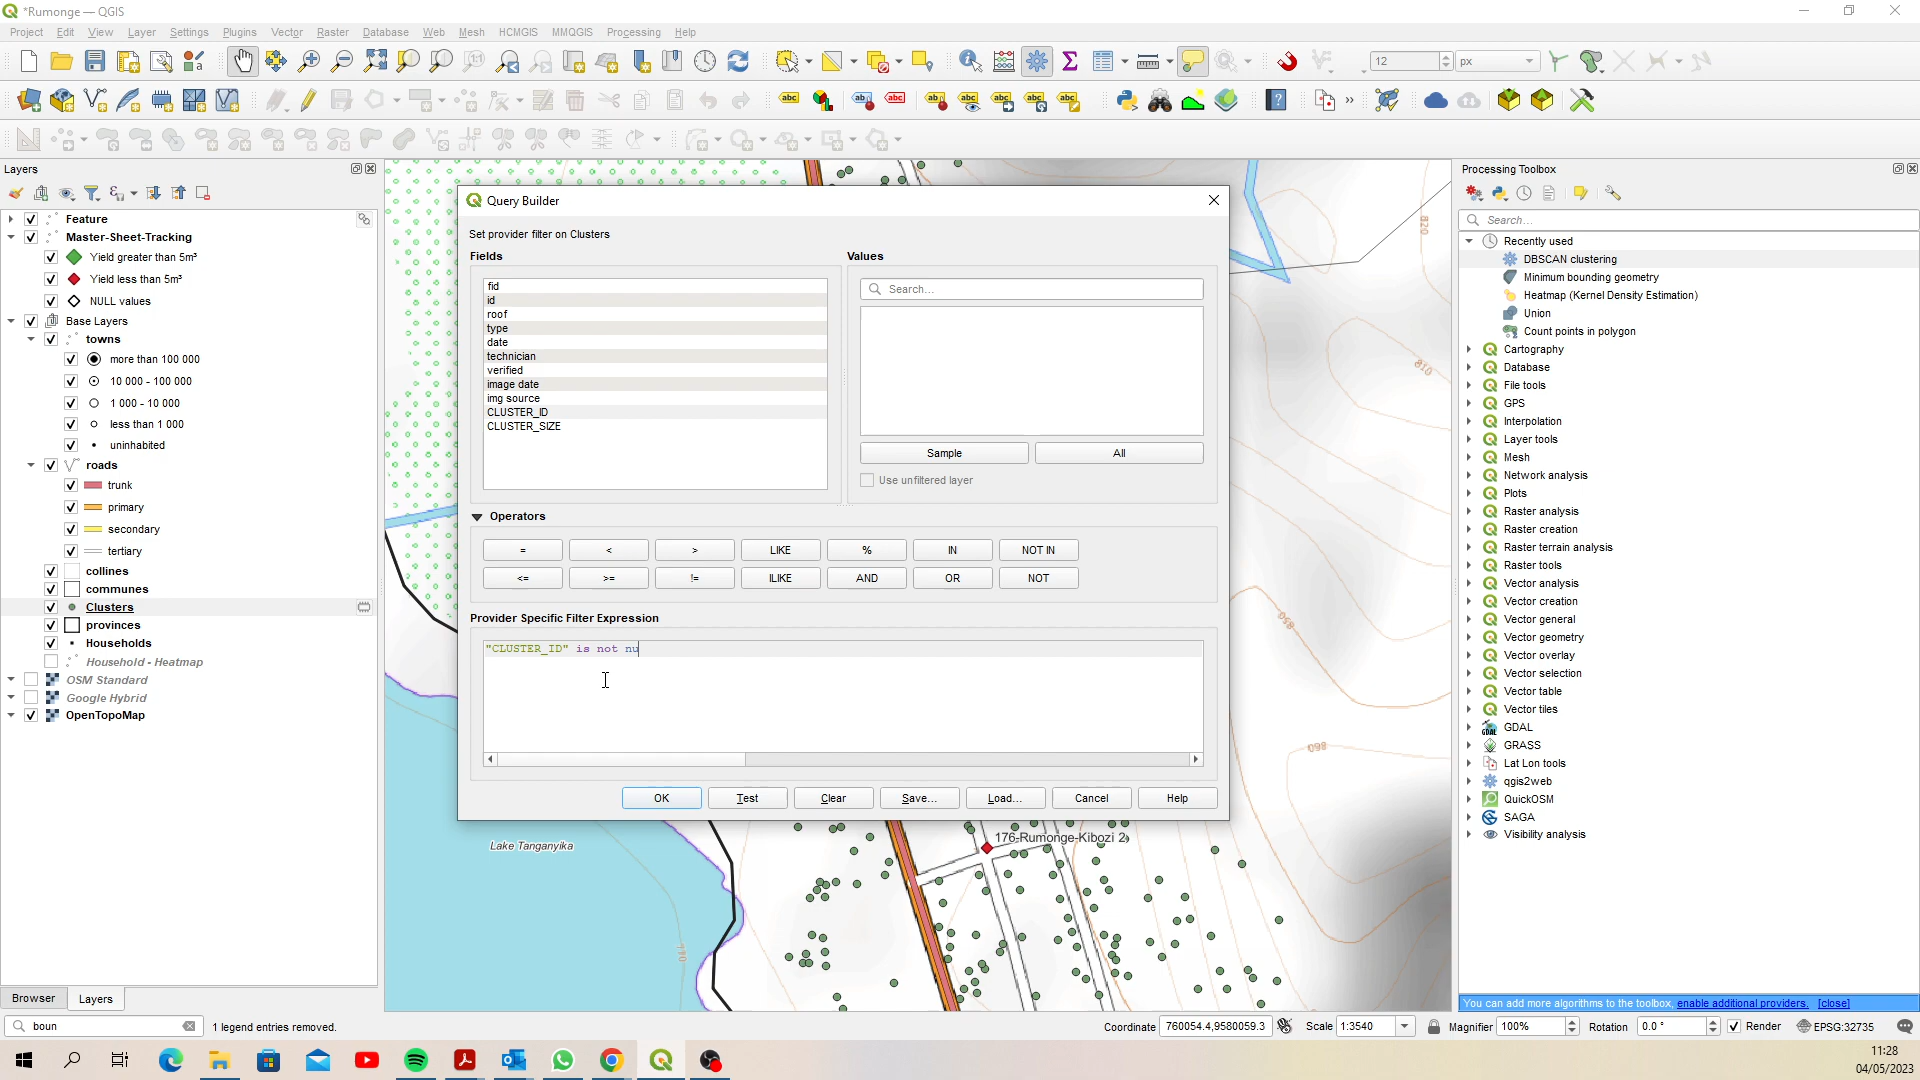 *Rumonge — QGIS
Project Edit View Layer Settings Plugins Vector Raster Database Web Mesh HCMGIS MMQGIS Processing Help
12 px
Layers
Feature
Master-Sheet-Tracking
Yield greater than 5m³
Yield less than 5m³
NULL values
Base Layers
towns
more than 100 000
10 000 - 100 000
1 000 - 10 000
less than 1 000
uninhabited
roads
trunk
primary
secondary
tertiary
collines
communes
Clusters
provinces
Households
Household - Heatmap
OSM Standard
Google Hybrid
OpenTopoMap
Browser Layers
Query Builder
Set provider filter on Clusters
Fields
fid
id
roof
type
date
technician
verified
image date
img source
CLUSTER_ID
CLUSTER_SIZE
Values
Search...
Sample All
Use unfiltered layer
Operators
= < > LIKE % IN NOT IN
<= >= != ILIKE AND OR NOT
Provider Specific Filter Expression
"CLUSTER_ID" is not nu
OK Test Clear Save... Load... Cancel Help
Lake Tanganyika
176-Rumonge-Kibozi 2
820
810
850
860
Processing Toolbox
Search...
Recently used
DBSCAN clustering
Minimum bounding geometry
Heatmap (Kernel Density Estimation)
Union
Count points in polygon
Cartography
Database
File tools
GPS
Interpolation
Layer tools
Mesh
Network analysis
Plots
Raster analysis
Raster creation
Raster terrain analysis
Raster tools
Vector analysis
Vector creation
Vector general
Vector geometry
Vector overlay
Vector selection
Vector table
Vector tiles
GDAL
GRASS
Lat Lon tools
qgis2web
QuickOSM
SAGA
Visibility analysis
You can add more algorithms to the toolbox, enable additional providers. [close]
boun 1 legend entries removed. Coordinate 760054.4,9580059.3 Scale 1:3540 Magnifier 100% Rotation 0.0 ° Render EPSG:32735
11:28
04/05/2023